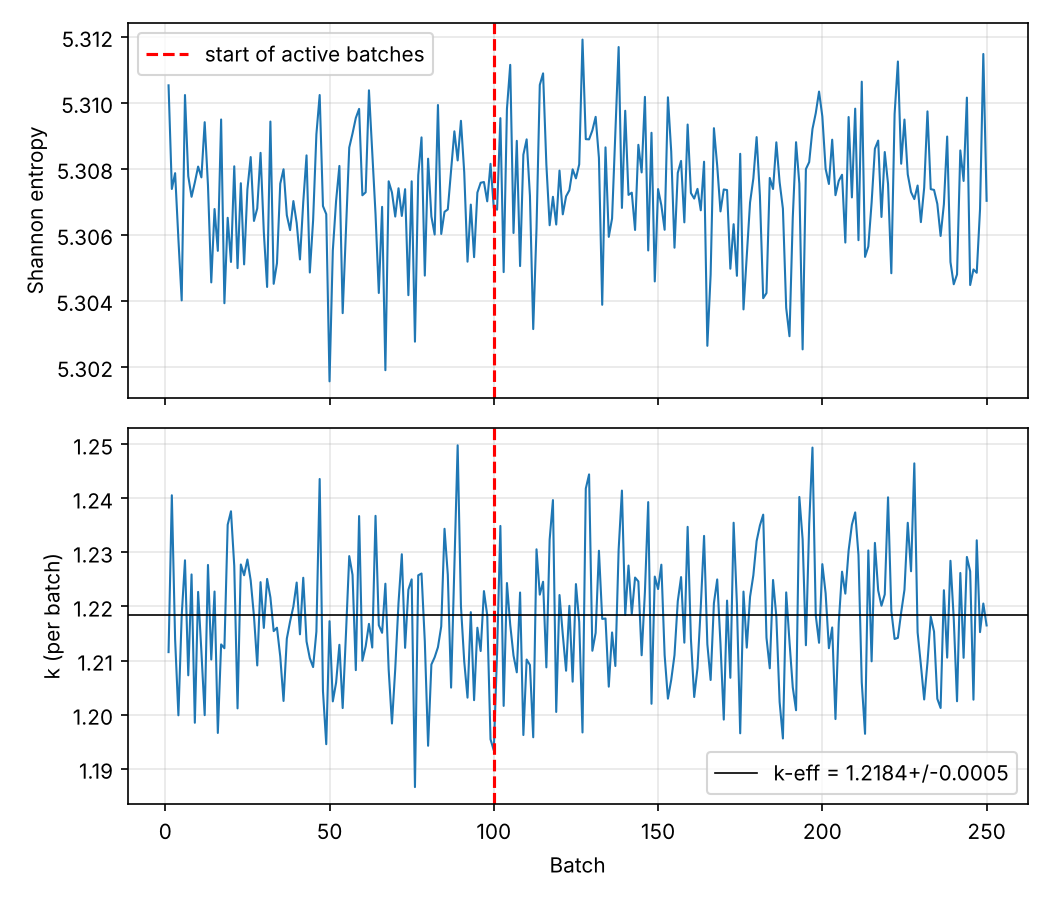 5.312
5.310
5.308
5.306
5.304
5.302
Shannon entropy
start of active batches
1.25
1.24
1.23
1.22
1.21
1.20
1.19
k (per batch)
k-eff = 1.2184+/-0.0005
0 50 100 150 200 250
Batch